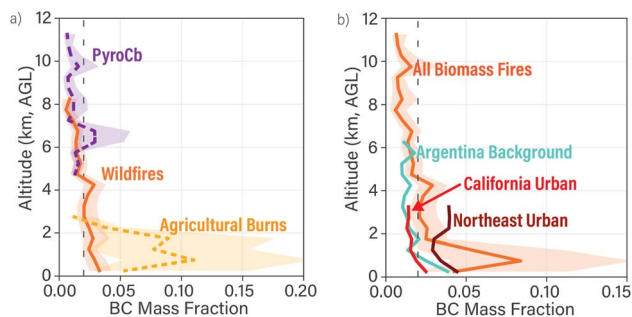 a)
12
10
8
6
4
2
0
Altitude (km, AGL)
PyroCb
Wildfires
Agricultural Burns
0.00 0.05 0.10 0.15 0.20
BC Mass Fraction
b)
12
10
8
6
4
2
0
Altitude (km, AGL)
All Biomass Fires
Argentina Background
California Urban
Northeast Urban
0.00 0.05 0.10 0.15
BC Mass Fraction